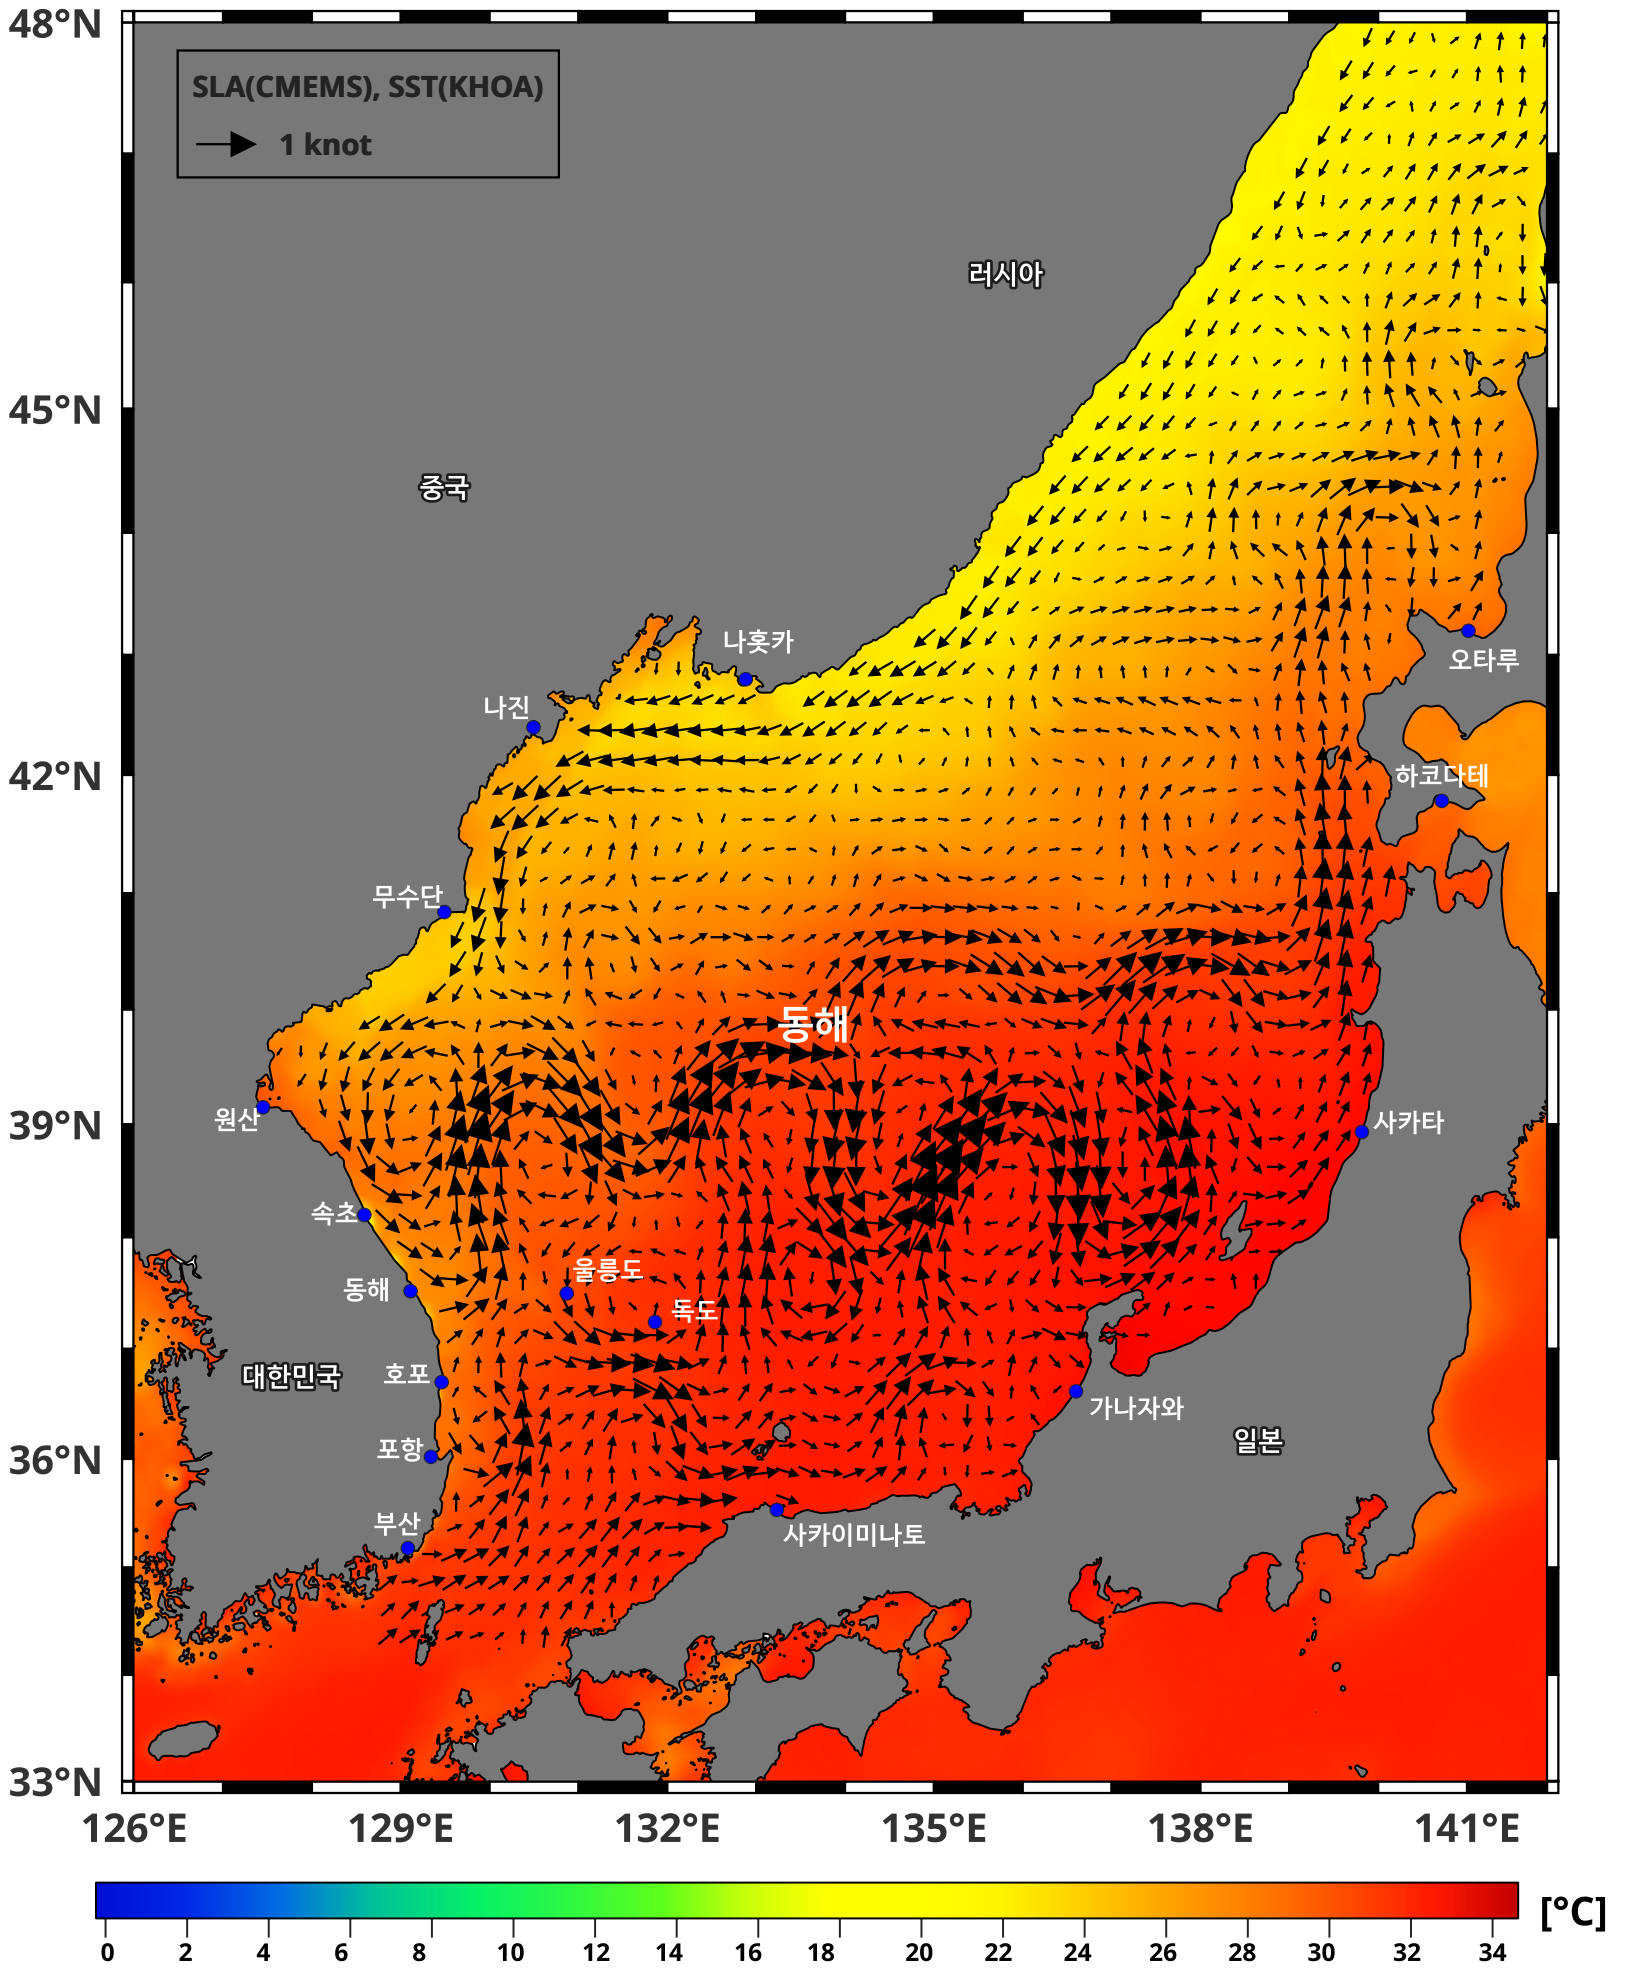 48°N
SLA(CMEMS), SST(KHOA)
1 knot
러시아
45°N
중국
나홋카
오타루
나진
42°N
하코다테
무수단
동해
39°N
원산
사카타
속초
울릉도
동해
독도
대한민국
호포
가나자와
36°N
포항
일본
부산
사카이미나토
33°N
126°E 129°E 132°E 135°E 138°E 141°E
[°C]
0 2 4 6 8 10 12 14 16 18 20 22 24 26 28 30 32 34